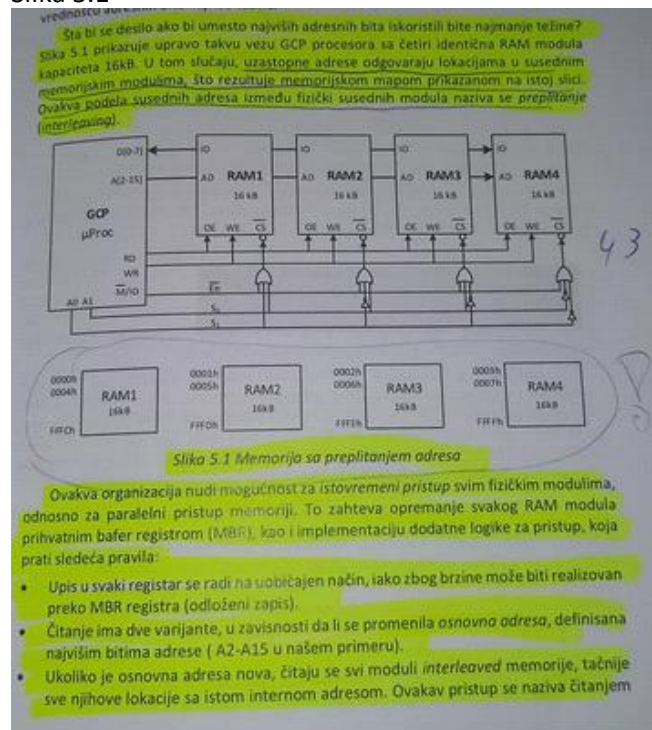 Slika 5.1
vrednošću adresnih
Šta bi se desilo ako bi umesto najviših adresnih bita iskoristili bite najmanje težine?
Slika 5.1 prikazuje upravo takvu vezu GCP procesora sa četiri identična RAM modula
kapaciteta 16kB. U tom slučaju, uzastopne adrese odgovaraju lokacijama u susednim
memorijskim modulima, što rezultuje memorijskom mapom prikazanom na istoj slici.
Ovakva podela susednih adresa između fizički susednih modula naziva se preplitanje
(interleaving).
D(0-7) IO IO IO IO
A(2-15) AD RAM1 AD RAM2 AD RAM3 AD RAM4
16 kB 16 kB 16 kB 16 kB
GCP
μProc
OE WE CS OE WE CS OE WE CS OE WE CS
43
RD
WR
M/IO
A0 A1
0000h 0001h 0002h 0003h
0004h RAM1 0005h RAM2 0006h RAM3 0007h RAM4
16kB 16kB 16kB 16kB
FFFCh FFFDh FFFEh FFFFh
Slika 5.1 Memorija sa preplitanjem adresa
Ovakva organizacija nudi mogućnost za istovremeni pristup svim fizičkim modulima,
odnosno za paralelni pristup memoriji. To zahteva opremanje svakog RAM modula
prihvatnim bafer registrom (MBR), kao i implementaciju dodatne logike za pristup, koja
prati sledeća pravila:
• Upis u svaki registar se radi na uobičajen način, iako zbog brzine može biti realizovan
preko MBR registra (odloženi zapis).
• Čitanje ima dve varijante, u zavisnosti da li se promenila osnovna adresa, definisana
najvišim bitima adrese ( A2-A15 u našem primeru).
• Ukoliko je osnovna adresa nova, čitaju se svi moduli interleaved memorije, tačnije
sve njihove lokacije sa istom internom adresom. Ovakav pristup se naziva čitanjem